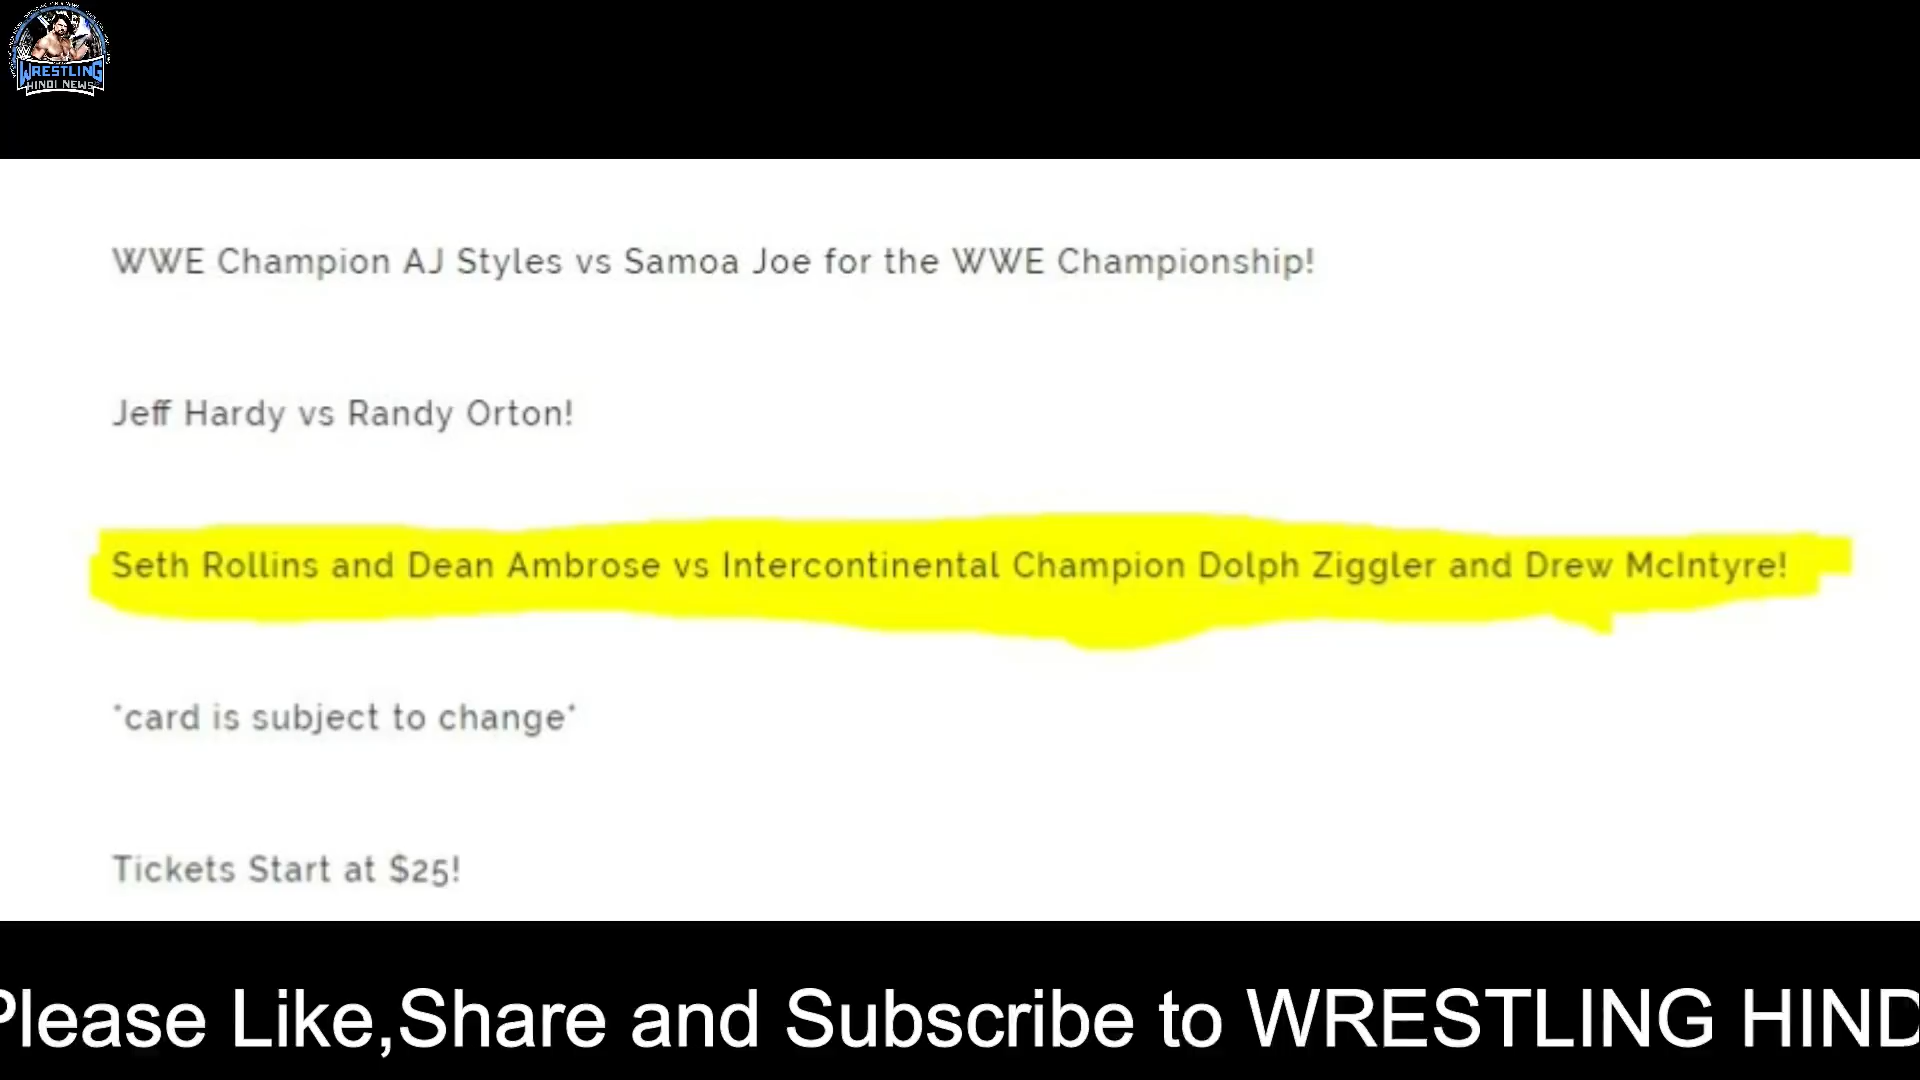 WRESTLING
HINDI NEWS
WWE Champion AJ Styles vs Samoa Joe for the WWE Championship!
Jeff Hardy vs Randy Orton!
Seth Rollins and Dean Ambrose vs Intercontinental Champion Dolph Ziggler and Drew McIntyre!
*card is subject to change*
Tickets Start at $25!
Please Like,Share and Subscribe to WRESTLING HIND